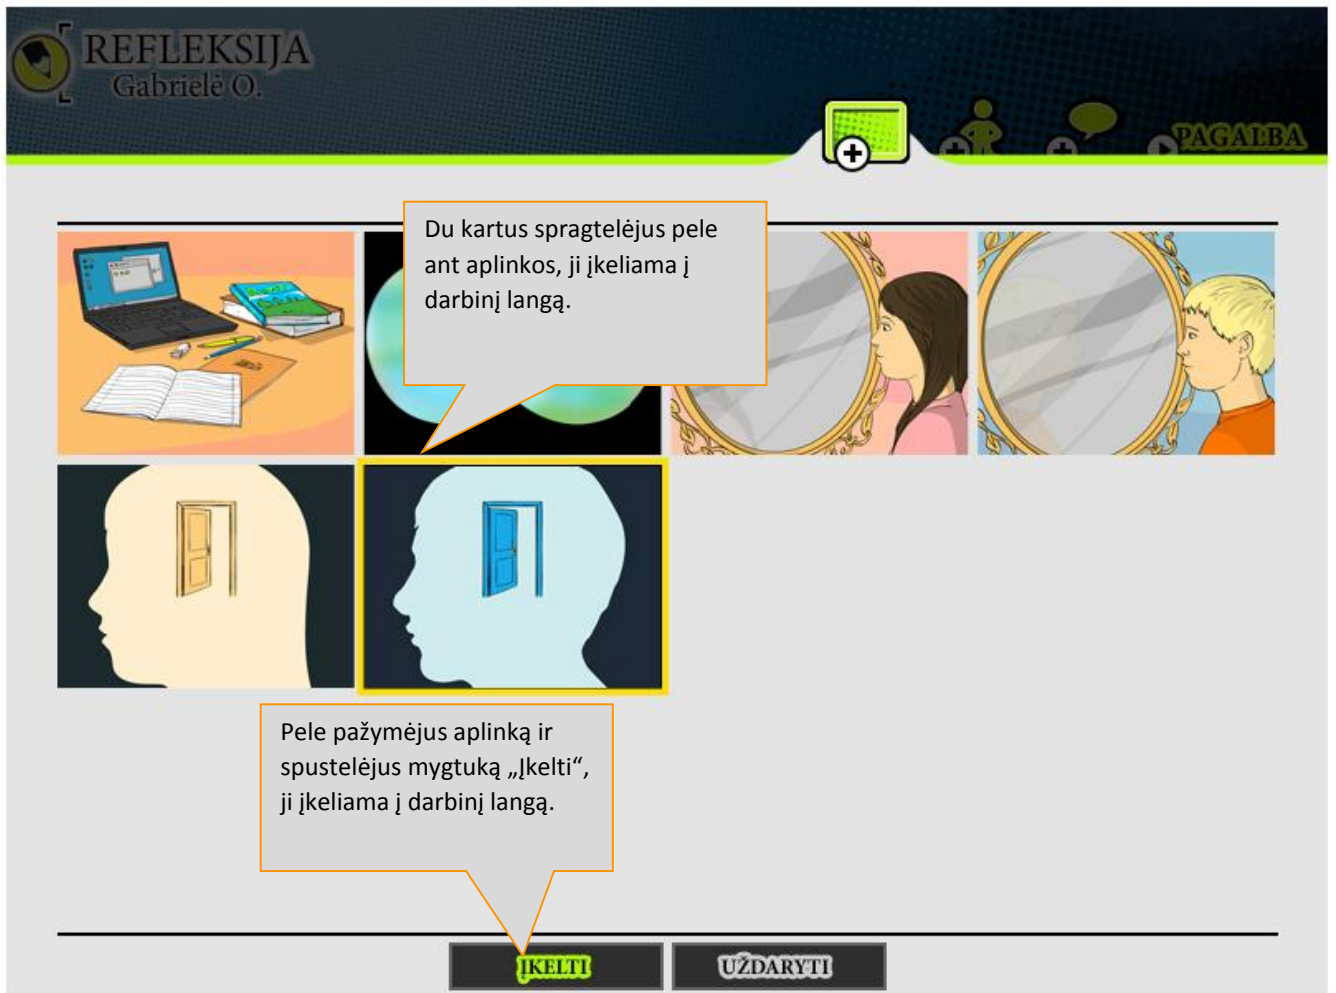 REFLEKSIJA
Gabrielė O.
PAGALBA
Du kartus spragtelėjus pele
ant aplinkos, ji įkeliama į
darbinį langą.
Pele pažymėjus aplinką ir
spustelėjus mygtuką „Įkelti“,
ji įkeliama į darbinį langą.
ĮKELTI
UŽDARYTI